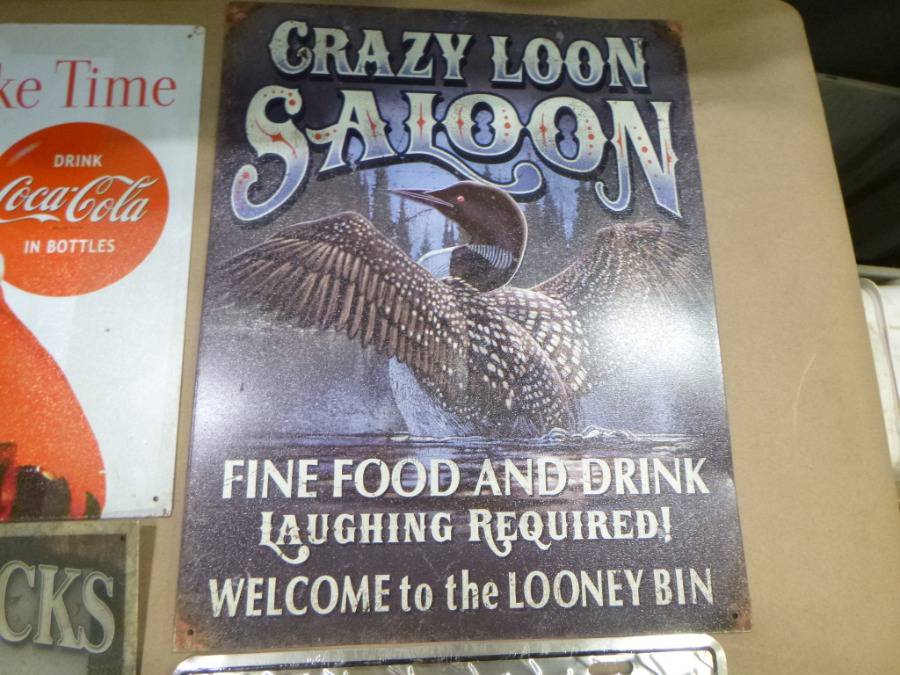 ke Time
DRINK
Coca-Cola
IN BOTTLES
CRAZY LOON
SALOON
FINE FOOD AND DRINK
LAUGHING REQUIRED!
WELCOME to the LOONEY BIN
CKS